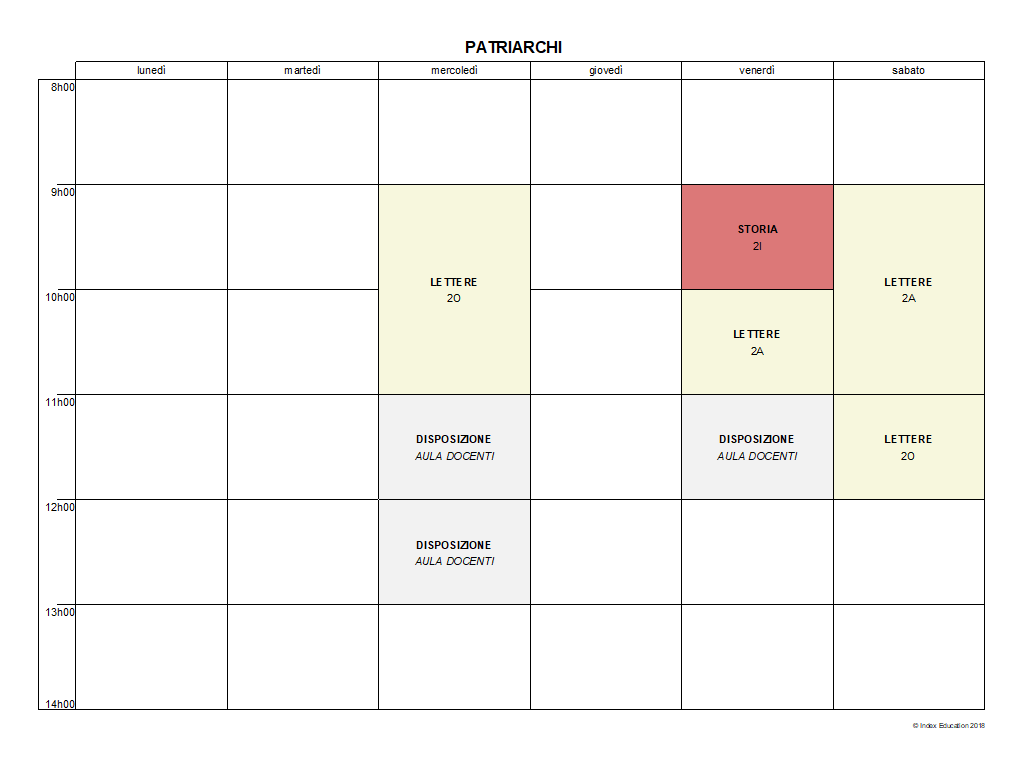 PATRIARCHI
lunedì martedì mercoledì giovedì venerdì sabato
8h00
9h00
STORIA
2I
LETTERE LETTERE
2O 2A
10h00
LETTERE
2A
11h00
DISPOSIZIONE DISPOSIZIONE LETTERE
AULA DOCENTI AULA DOCENTI 2O
12h00
DISPOSIZIONE
AULA DOCENTI
13h00
14h00
© Index Education 2018